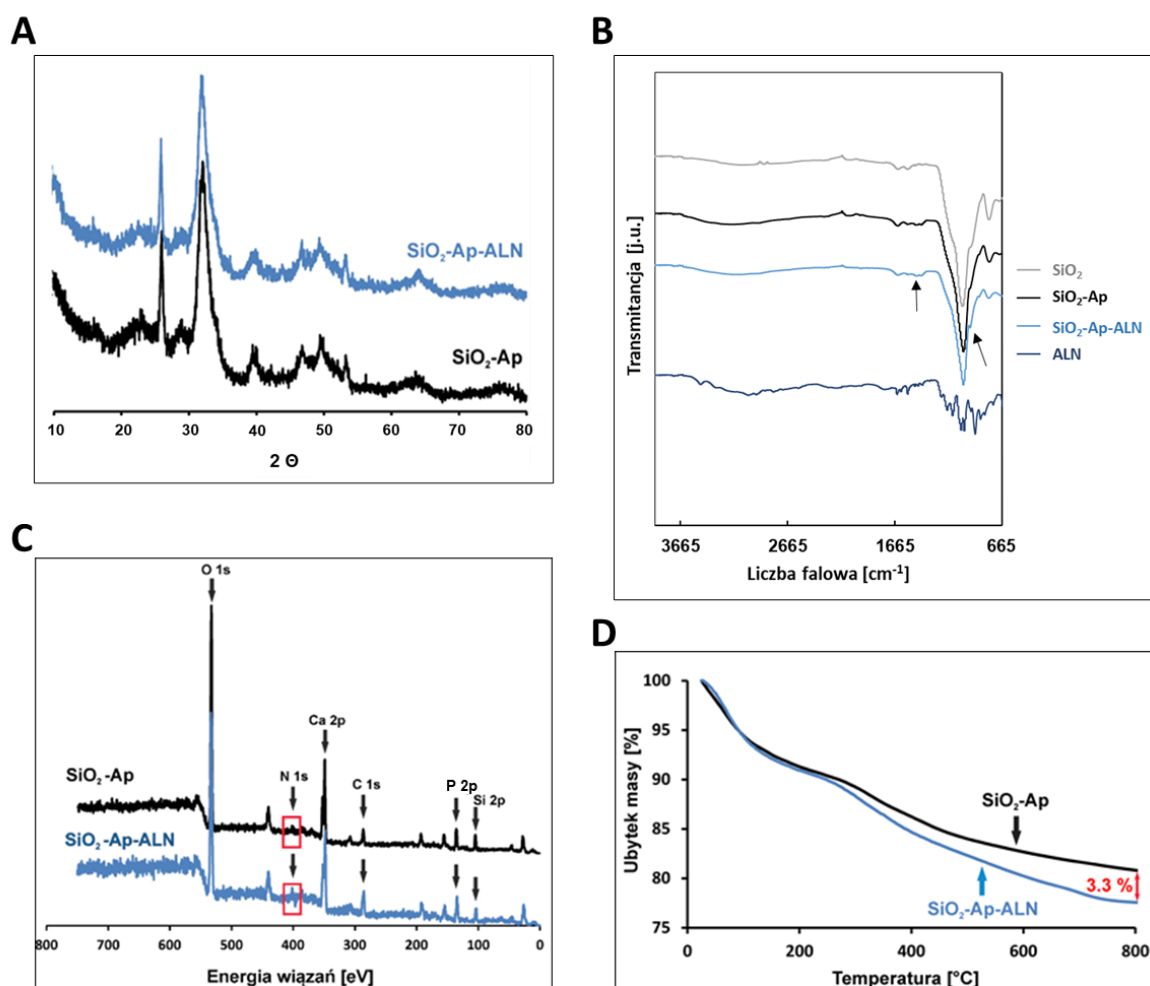 A
SiO₂-Ap-ALN
SiO₂-Ap
10 20 30 40 50 60 70 80
2 Θ
B
Transmitancja [j.u.]
SiO₂
SiO₂-Ap
SiO₂-Ap-ALN
ALN
3665 2665 1665 665
Liczba falowa [cm⁻¹]
C
O 1s
Ca 2p
SiO₂-Ap
N 1s
C 1s
P 2p
Si 2p
SiO₂-Ap-ALN
800 700 600 500 400 300 200 100 0
Energia wiązań [eV]
D
100
95
90
85
80
75
Ubytek masy [%]
SiO₂-Ap
3.3 %
SiO₂-Ap-ALN
0 200 400 600 800
Temperatura [°C]